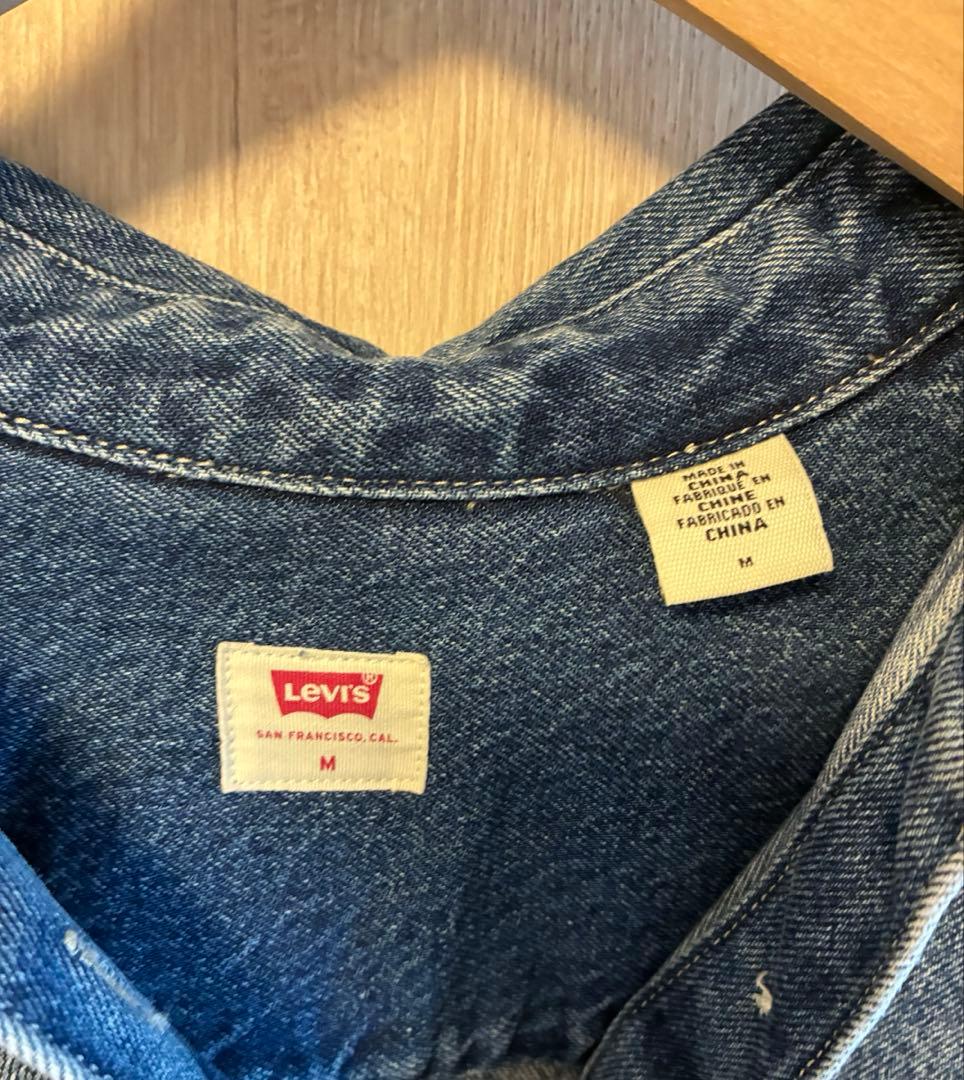 MADE IN
CHINA
FABRIQUÉ EN
CHINE
FABRICADO EN
CHINA
M
LEVI'S®
SAN FRANCISCO, CAL.
M